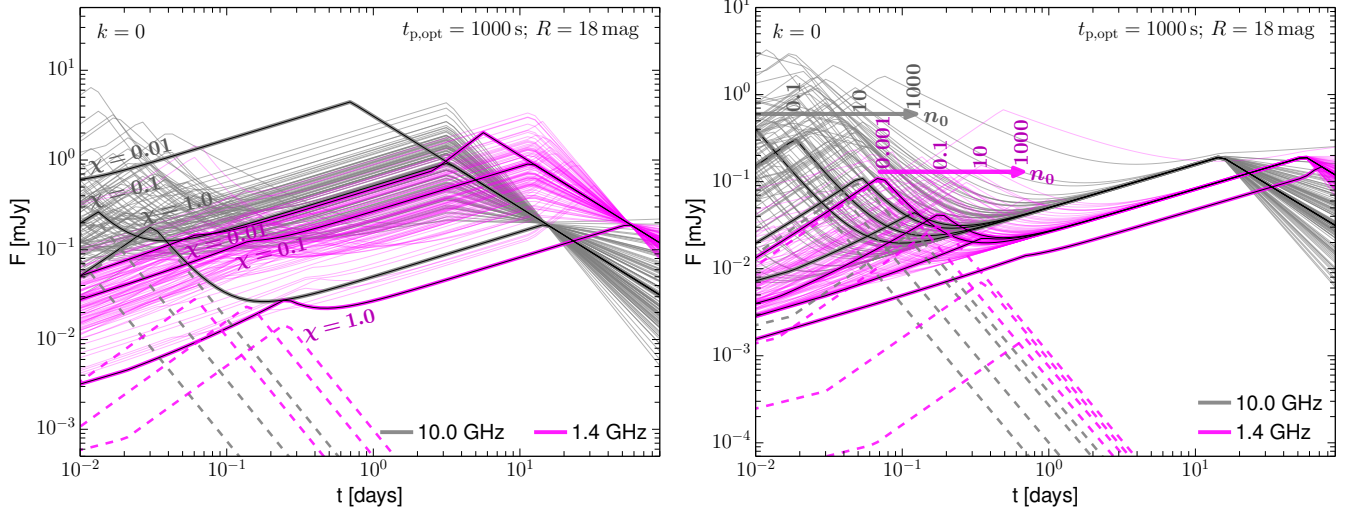 k = 0
t_p,opt = 1000 s; R = 18 mag
χ = 0.01
χ = 0.1
χ = 1.0
χ = 0.01
χ = 0.1
χ = 1.0
10.0 GHz
1.4 GHz
10^1
10^0
10^-1
10^-2
10^-3
F [mJy]
10^-2
10^-1
10^0
10^1
t [days]
k = 0
t_p,opt = 1000 s; R = 18 mag
0.1
10
1000
n_0
0.001
0.1
10
1000
n_0
10.0 GHz
1.4 GHz
10^1
10^0
10^-1
10^-2
10^-3
10^-4
F [mJy]
10^-2
10^-1
10^0
10^1
t [days]